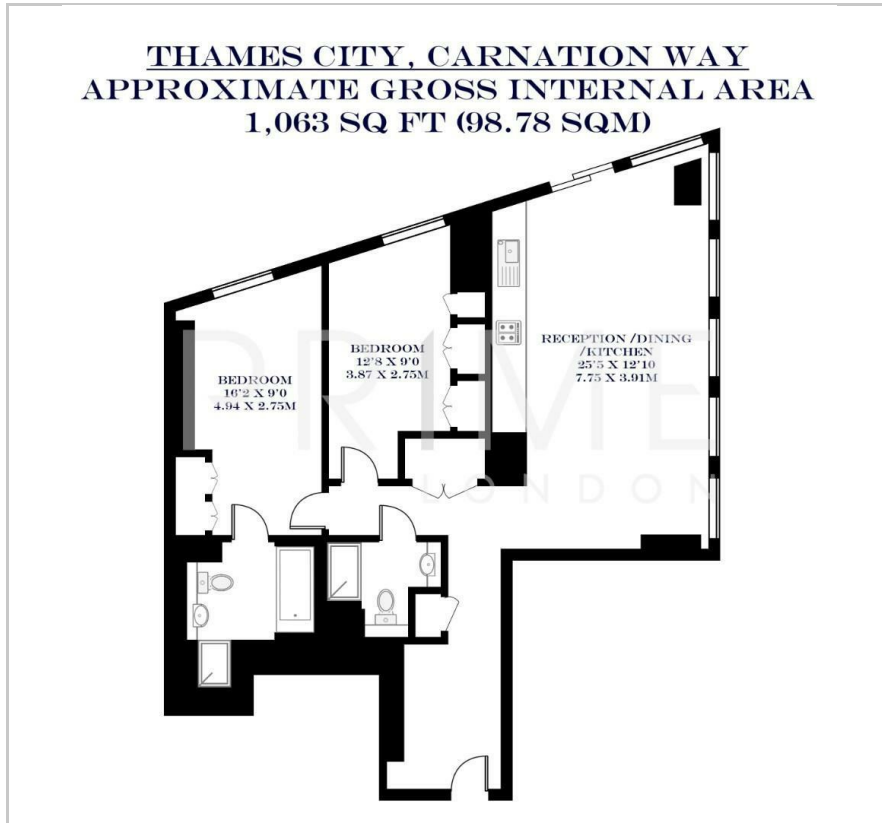 THAMES CITY, CARNATION WAY
APPROXIMATE GROSS INTERNAL AREA
1,063 SQ FT (98.78 SQM)
RECEPTION /DINING
/KITCHEN
25'5 X 12'10
7.75 X 3.91M
BEDROOM
12'8 X 9'0
3.87 X 2.75M
BEDROOM
16'2 X 9'0
4.94 X 2.75M
PRIME
LONDON